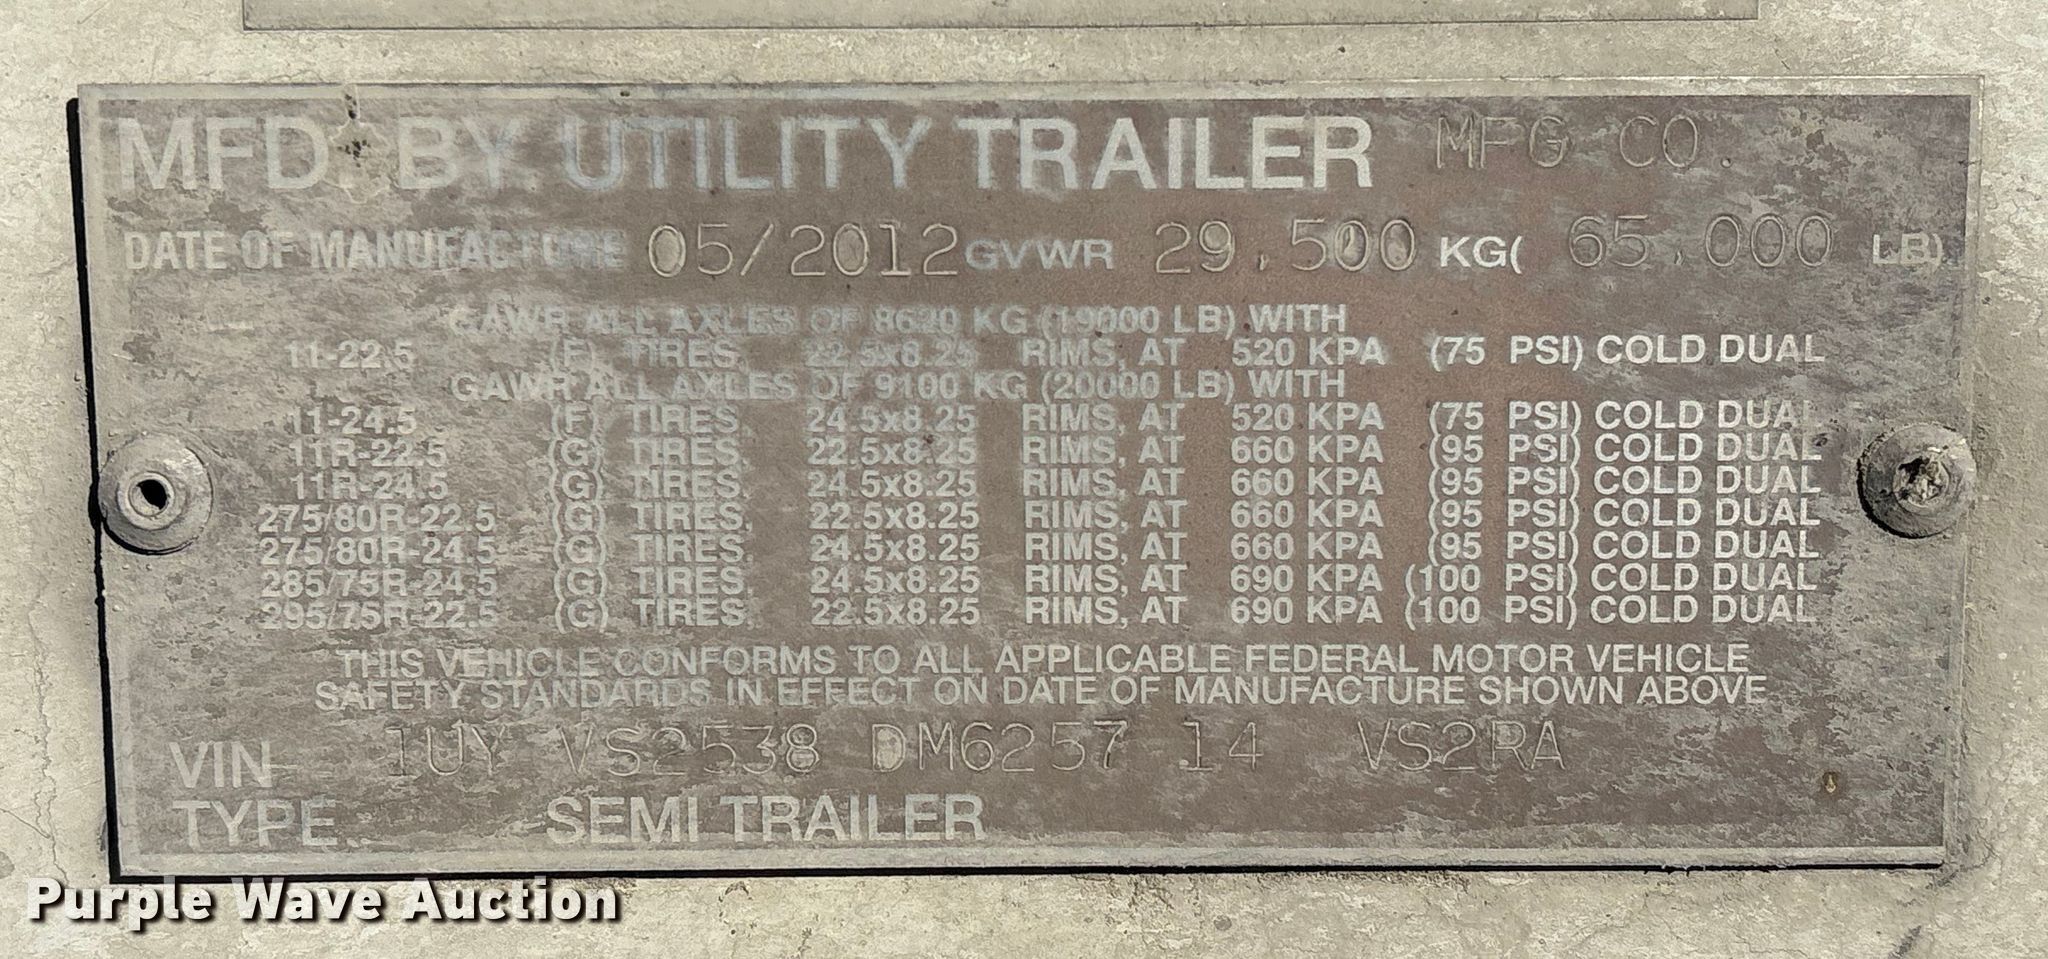 MFD. BY UTILITY TRAILER MFG CO.
DATE OF MANUFACTURE 05/2012 GVWR 29,500 KG( 65,000 LB)
GAWR ALL AXLES OF 8620 KG (19000 LB) WITH
11-22.5 (F) TIRES, 22.5x8.25 RIMS, AT 520 KPA (75 PSI) COLD DUAL
GAWR ALL AXLES OF 9100 KG (20000 LB) WITH
11-24.5 (F) TIRES, 24.5x8.25 RIMS, AT 520 KPA (75 PSI) COLD DUAL
11R-22.5 (G) TIRES, 22.5x8.25 RIMS, AT 660 KPA (95 PSI) COLD DUAL
11R-24.5 (G) TIRES, 24.5x8.25 RIMS, AT 660 KPA (95 PSI) COLD DUAL
275/80R-22.5 (G) TIRES, 22.5x8.25 RIMS, AT 660 KPA (95 PSI) COLD DUAL
275/80R-24.5 (G) TIRES, 24.5x8.25 RIMS, AT 660 KPA (95 PSI) COLD DUAL
285/75R-24.5 (G) TIRES, 24.5x8.25 RIMS, AT 690 KPA (100 PSI) COLD DUAL
295/75R-22.5 (G) TIRES, 22.5x8.25 RIMS, AT 690 KPA (100 PSI) COLD DUAL
THIS VEHICLE CONFORMS TO ALL APPLICABLE FEDERAL MOTOR VEHICLE
SAFETY STANDARDS IN EFFECT ON DATE OF MANUFACTURE SHOWN ABOVE
VIN 1UY VS2538 DM6257 14 VS2RA
TYPE SEMI TRAILER
Purple Wave Auction